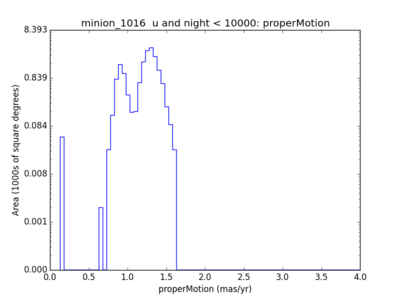 minion_1016 u and night < 10000: properMotion
8.393
0.839
0.084
0.008
0.001
0.000
Area (1000s of square degrees)
0.0 0.5 1.0 1.5 2.0 2.5 3.0 3.5 4.0
properMotion (mas/yr)